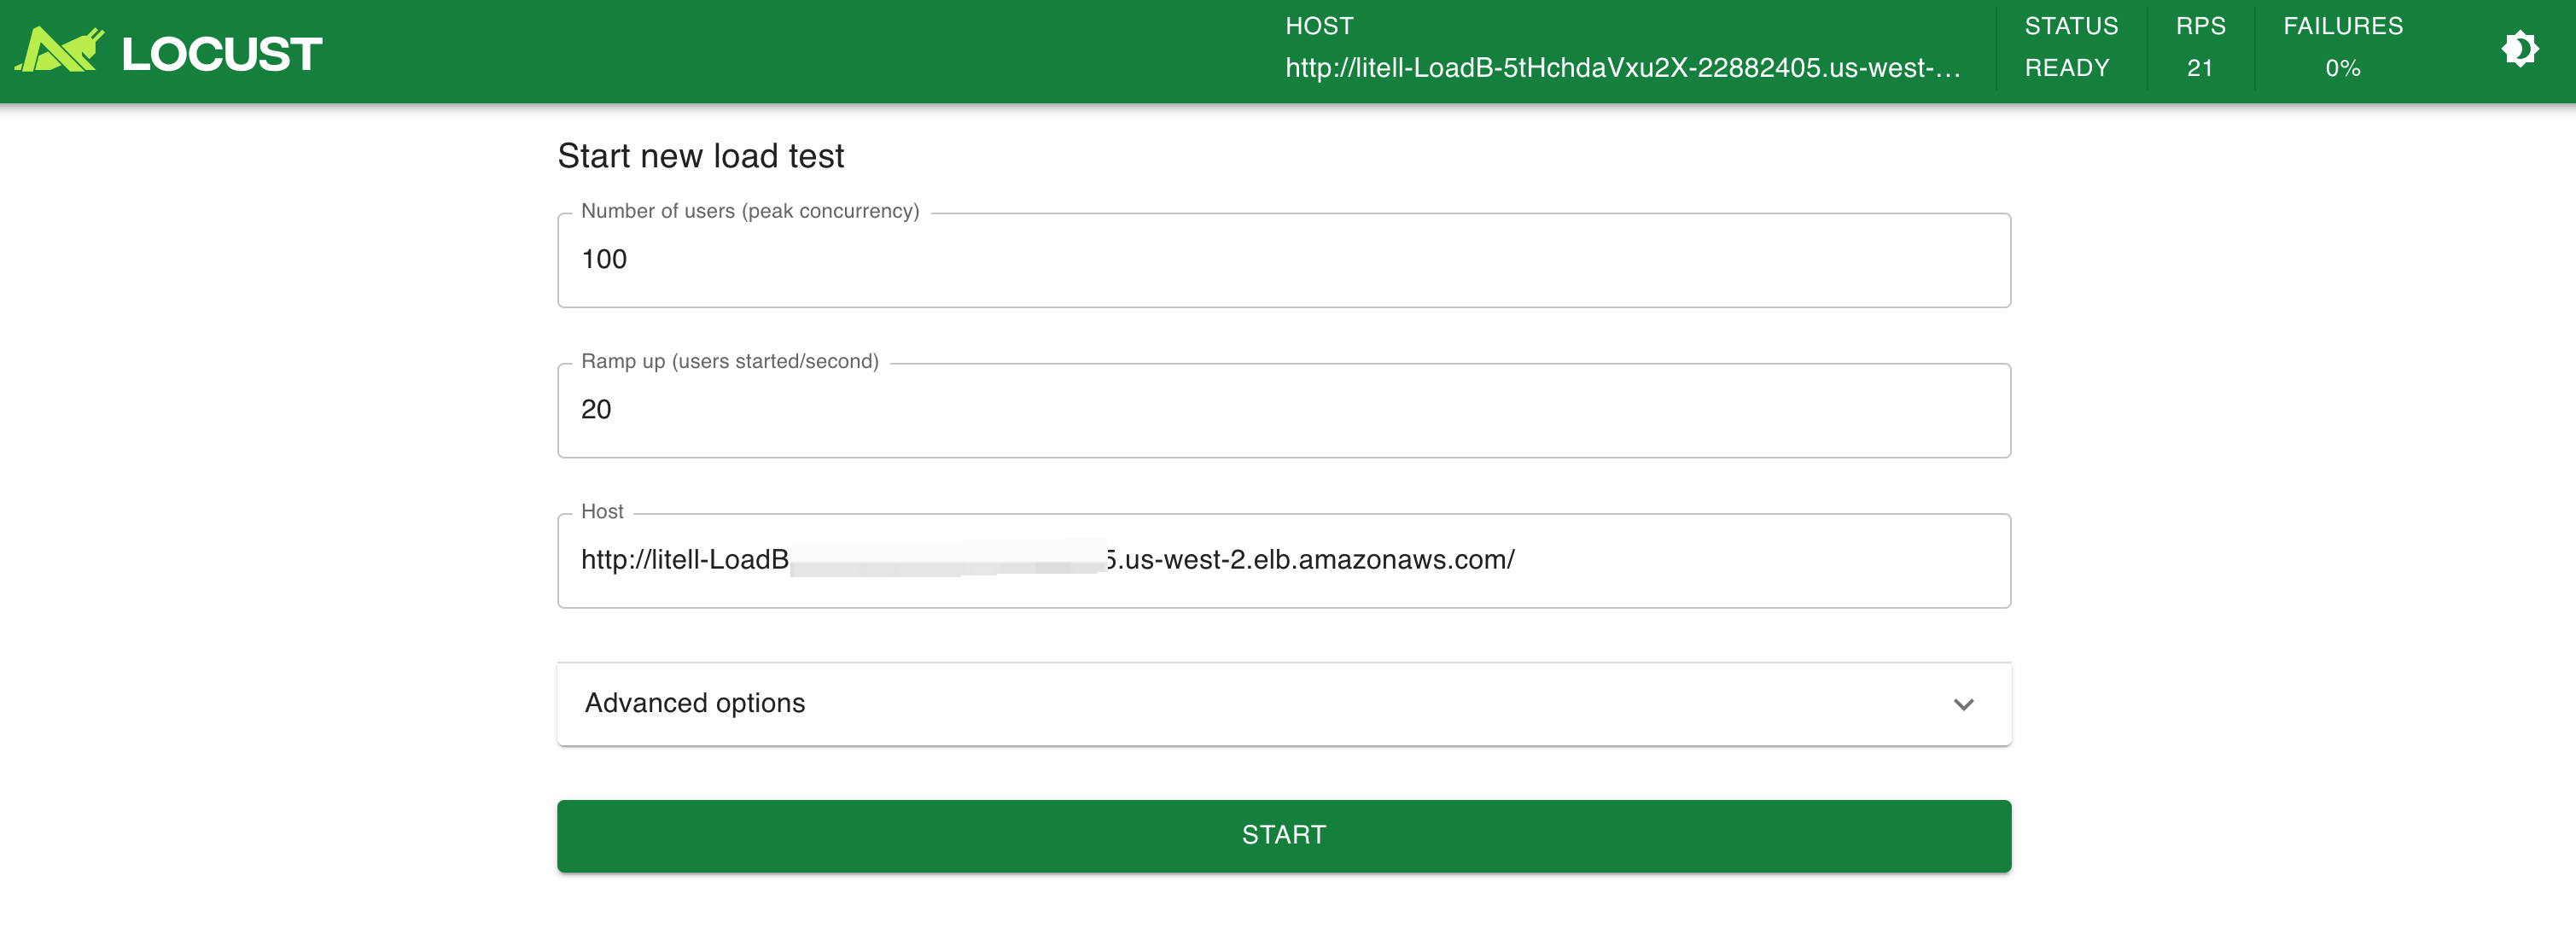 LOCUST
HOST
http://litell-LoadB-5tHchdaVxu2X-22882405.us-west-...
STATUS
READY
RPS
21
FAILURES
0%
Start new load test
Number of users (peak concurrency)
100
Ramp up (users started/second)
20
Host
http://litell-LoadB 5.us-west-2.elb.amazonaws.com/
Advanced options
START